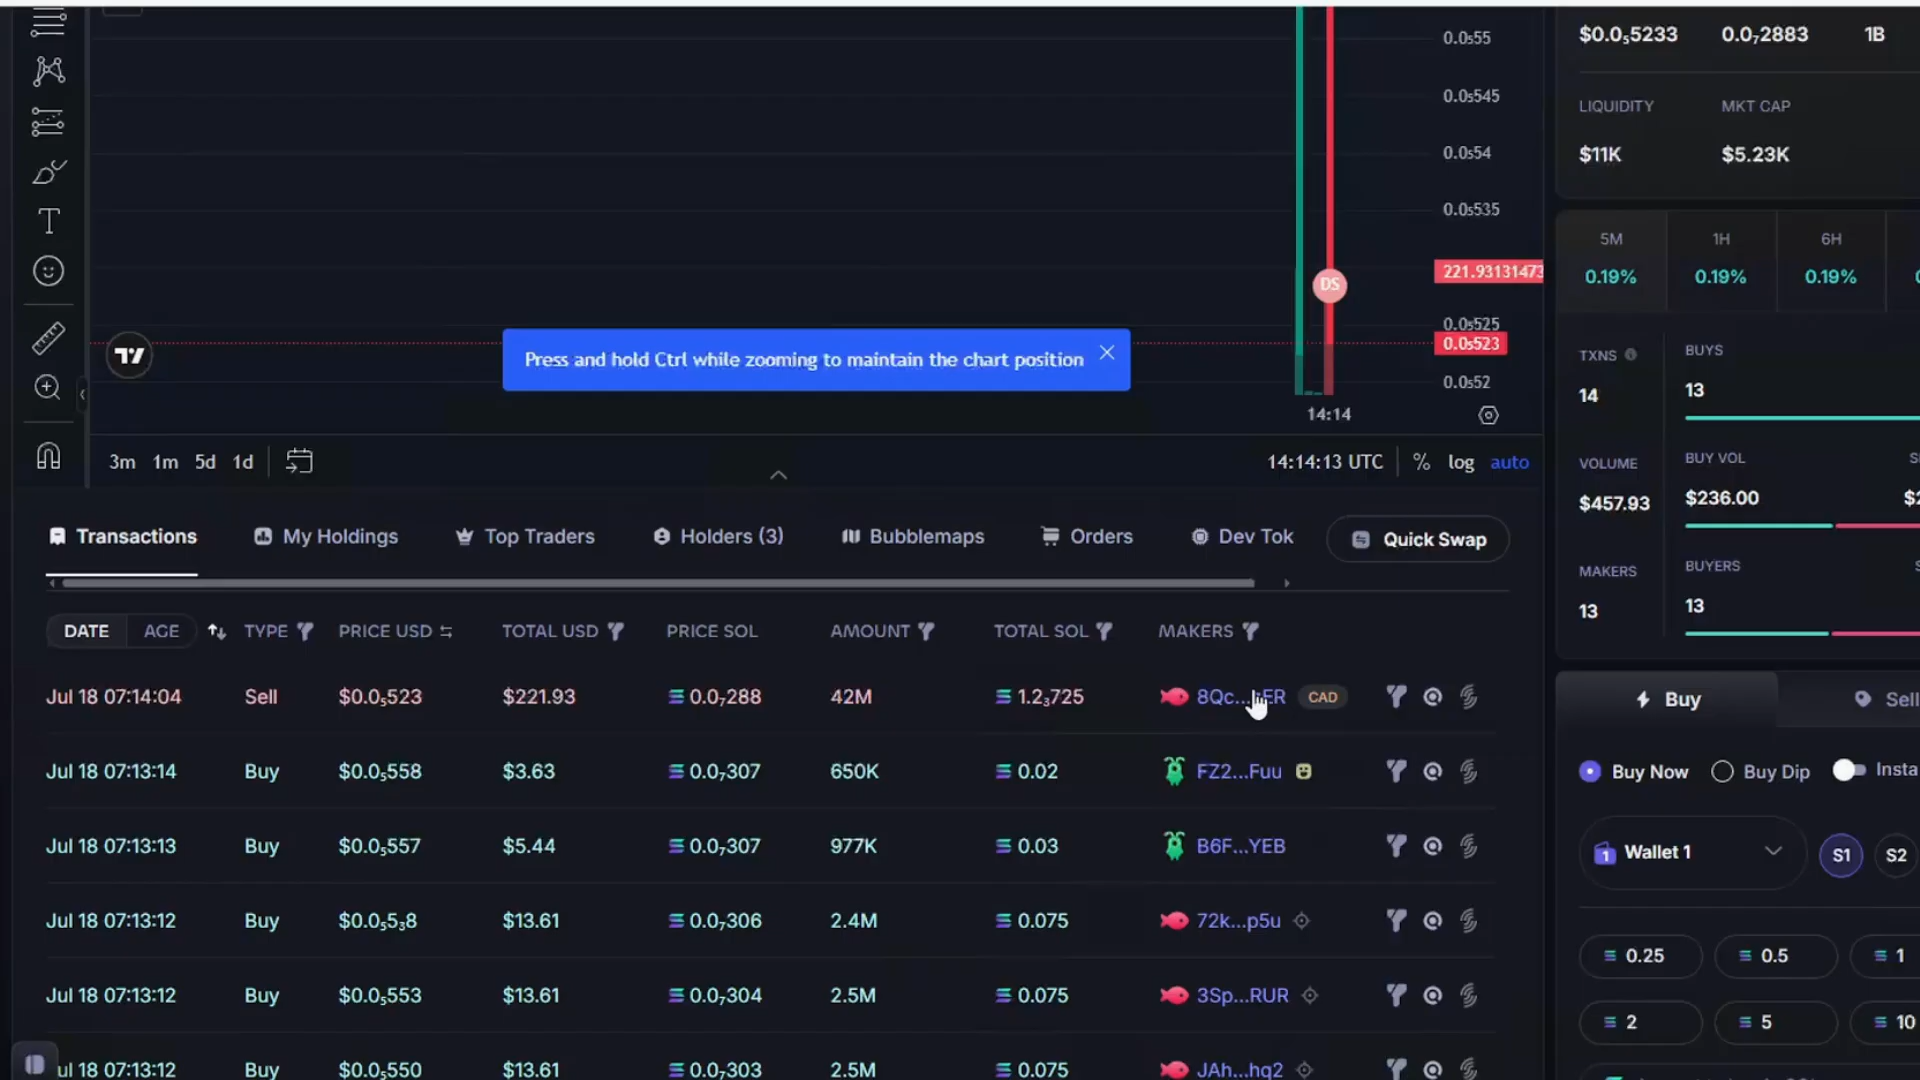 0.0₅55
0.0₅545
0.0₅54
0.0₅535
DS
221.93131473
0.0₅525
0.0₅523
0.0₅52
Press and hold Ctrl while zooming to maintain the chart position
14:14
3m 1m 5d 1d
14:14:13 UTC % log auto
Transactions My Holdings Top Traders Holders (3) Bubblemaps Orders Dev Tok Quick Swap
DATE AGE TYPE PRICE USD TOTAL USD PRICE SOL AMOUNT TOTAL SOL MAKERS
Jul 18 07:14:04 Sell $0.0₅523 $221.93 0.0₇288 42M 1.2₃725 CAD
Jul 18 07:13:14 Buy $0.0₅558 $3.63 0.0₇307 650K 0.02 FZ2...Fuu
Jul 18 07:13:13 Buy $0.0₅557 $5.44 0.0₇307 977K 0.03 B6F...YEB
Jul 18 07:13:12 Buy $0.0₅5₃8 $13.61 0.0₇306 2.4M 0.075 72k...p5u
Jul 18 07:13:12 Buy $0.0₅553 $13.61 0.0₇304 2.5M 0.075 3Sp...RUR
ul 18 07:13:12 Buy $0.0₅550 $13.61 0.0₇303 2.5M 0.075 JAh...hq2
$0.0₅5233 0.0₇2883 1B
LIQUIDITY MKT CAP
$11K $5.23K
5M 1H 6H
0.19% 0.19% 0.19%
TXNS BUYS
14 13
VOLUME BUY VOL
$457.93 $236.00
MAKERS BUYERS
13 13
Buy Sell
Buy Now Buy Dip Insta
1 Wallet 1 S1 S2
0.25 0.5 1
2 5 10